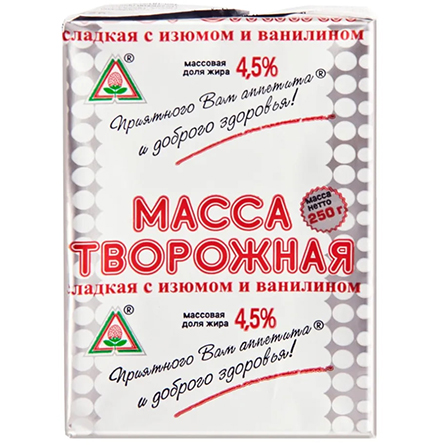 сладкая с изюмом и ванилином
®
массовая
доля жира 4,5%
Приятного Вам аппетита®
и доброго здоровья!
масса
нетто
250 г.
МАССА
ТВОРОЖНАЯ
сладкая с изюмом и ванилином
®
массовая
доля жира 4,5%
Приятного Вам аппетита®
и доброго здоровья!